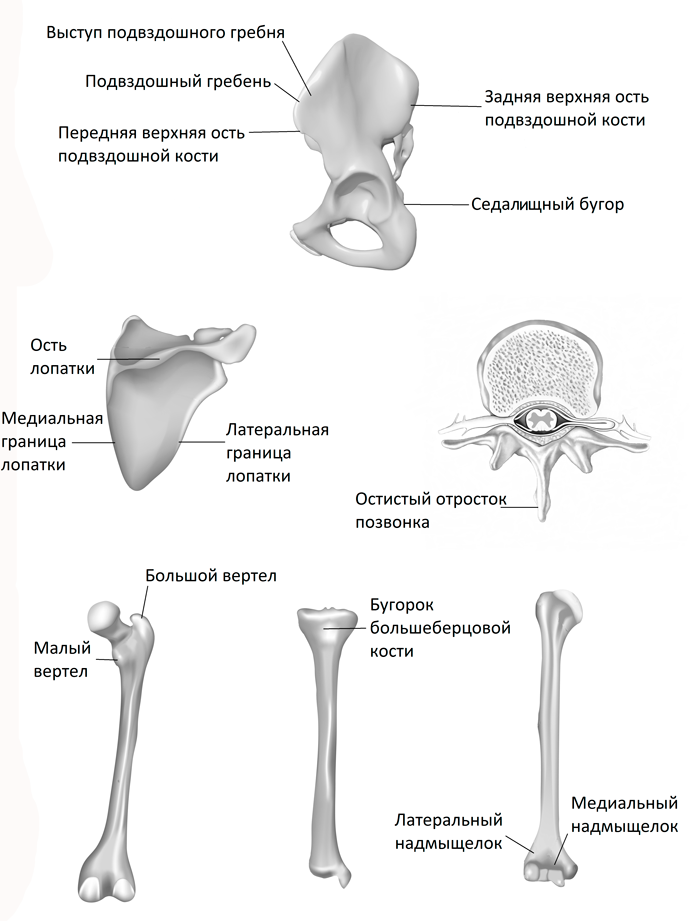 Выступ подвздошного гребня
Подвздошный гребень
Передняя верхняя ость
подвздошной кости
Задняя верхняя ость
подвздошной кости
Седалищный бугор
Ость
лопатки
Медиальная
граница
лопатки
Латеральная
граница
лопатки
Остистый отросток
позвонка
Большой вертел
Малый
вертел
Бугорок
большеберцовой
кости
Латеральный
надмыщелок
Медиальный
надмыщелок